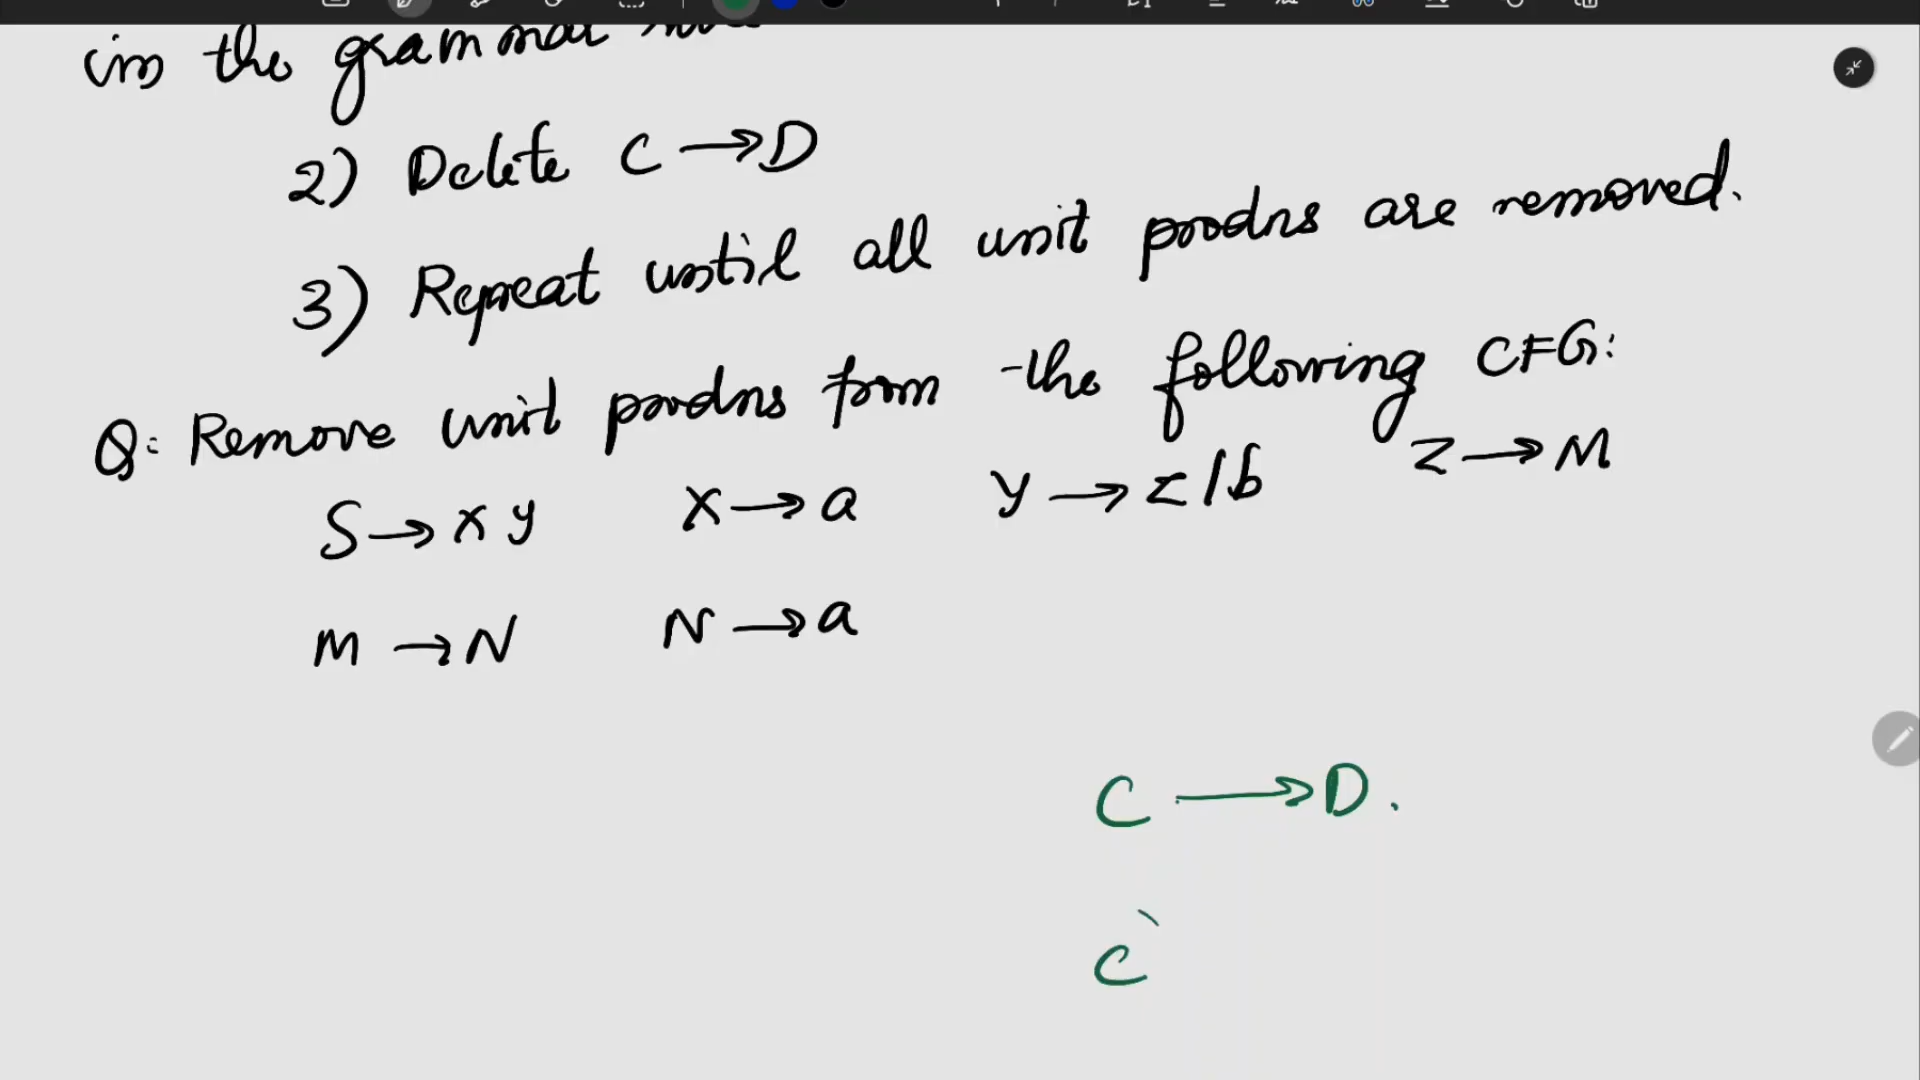 in the grammar
2) Delete C → D
3) Repeat until all unit prodns are removed.
Q: Remove unit prodns from the following CFG:
S → X Y X → a Y → Z / b Z → M
M → N N → a
C → D.
C